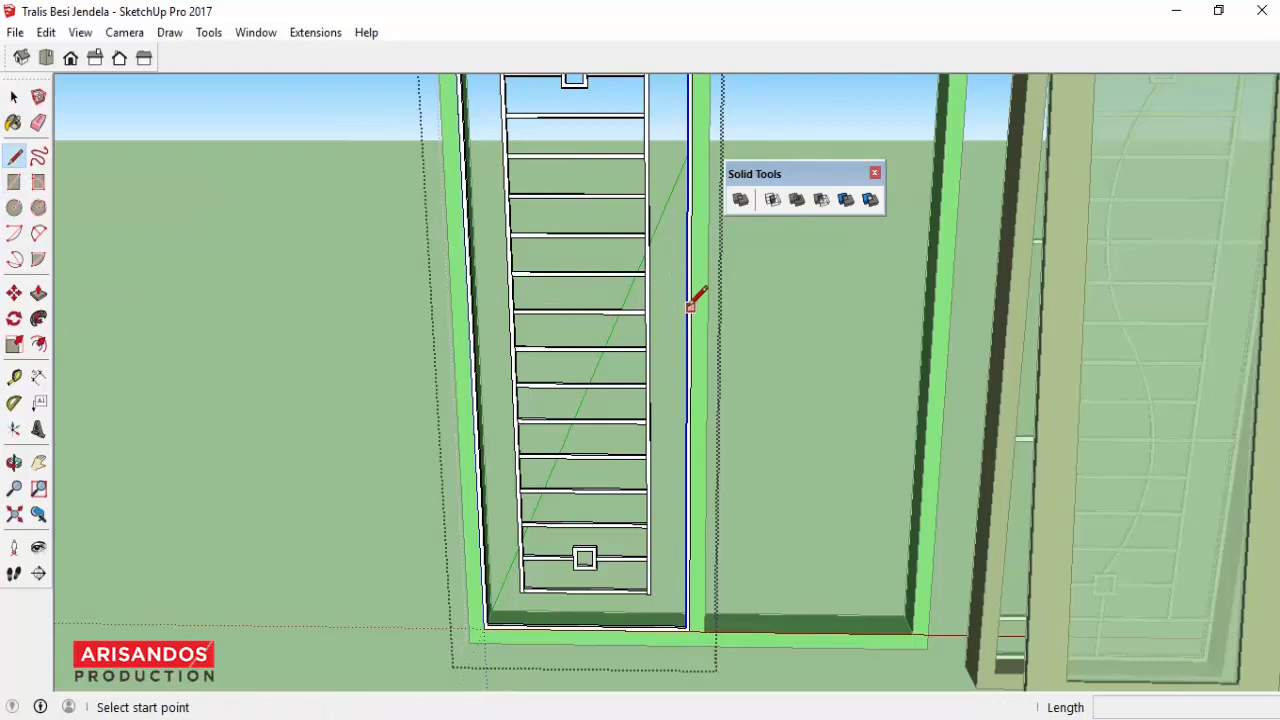 Tralis Besi Jendela - SketchUp Pro 2017
File Edit View Camera Draw Tools Window Extensions Help
Solid Tools
ARISANDOS
PRODUCTION
Select start point
Length